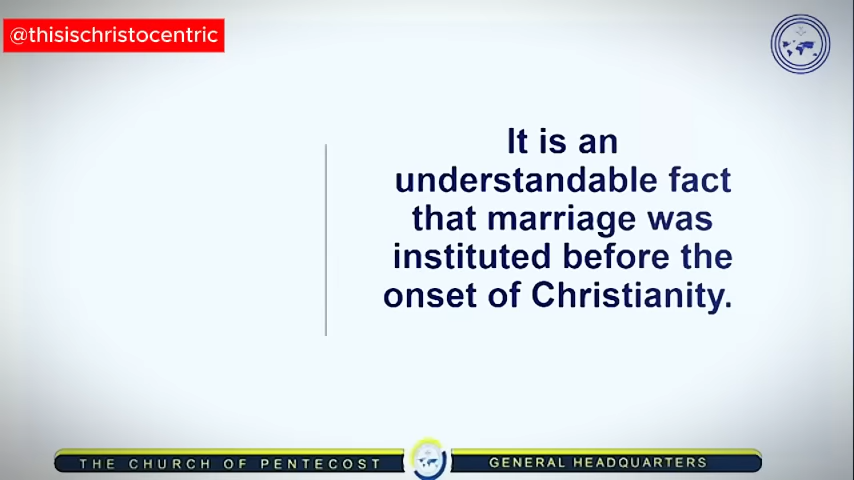 @thisischristocentric
It is an
understandable fact
that marriage was
instituted before the
onset of Christianity.
THE CHURCH OF PENTECOST
GENERAL HEADQUARTERS